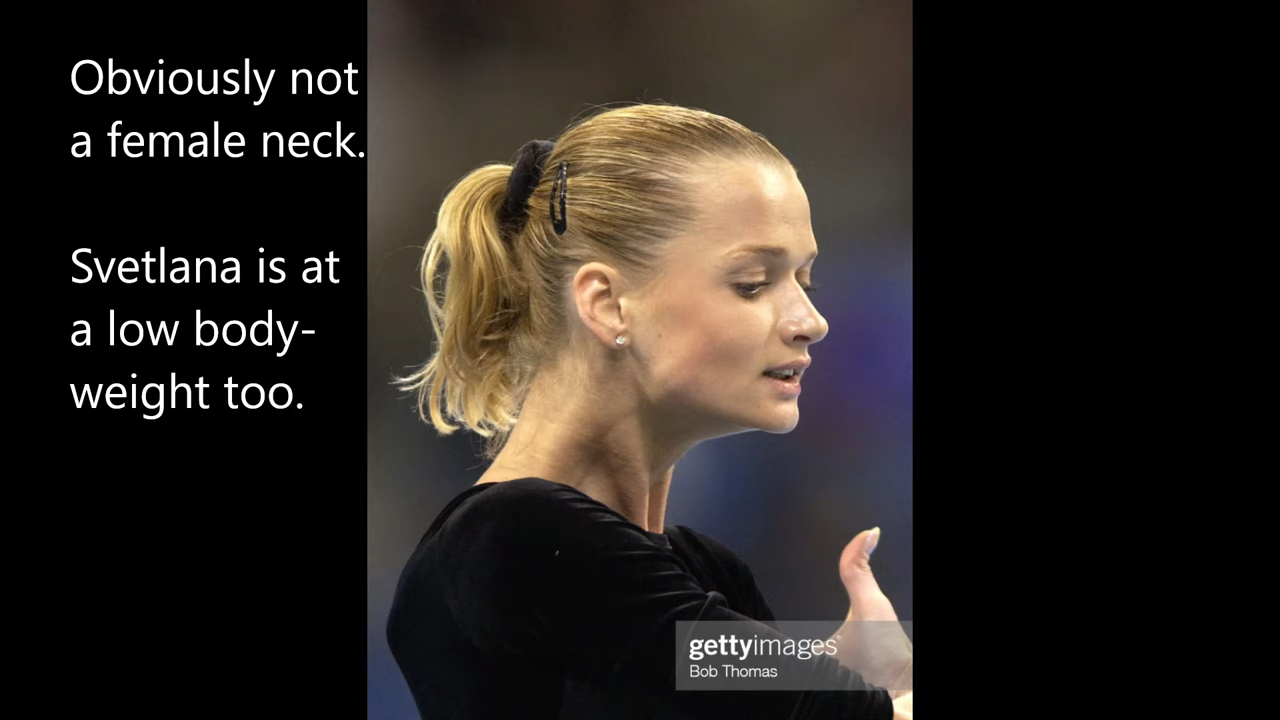 Obviously not
a female neck.
Svetlana is at
a low body-
weight too.
gettyimages
Bob Thomas